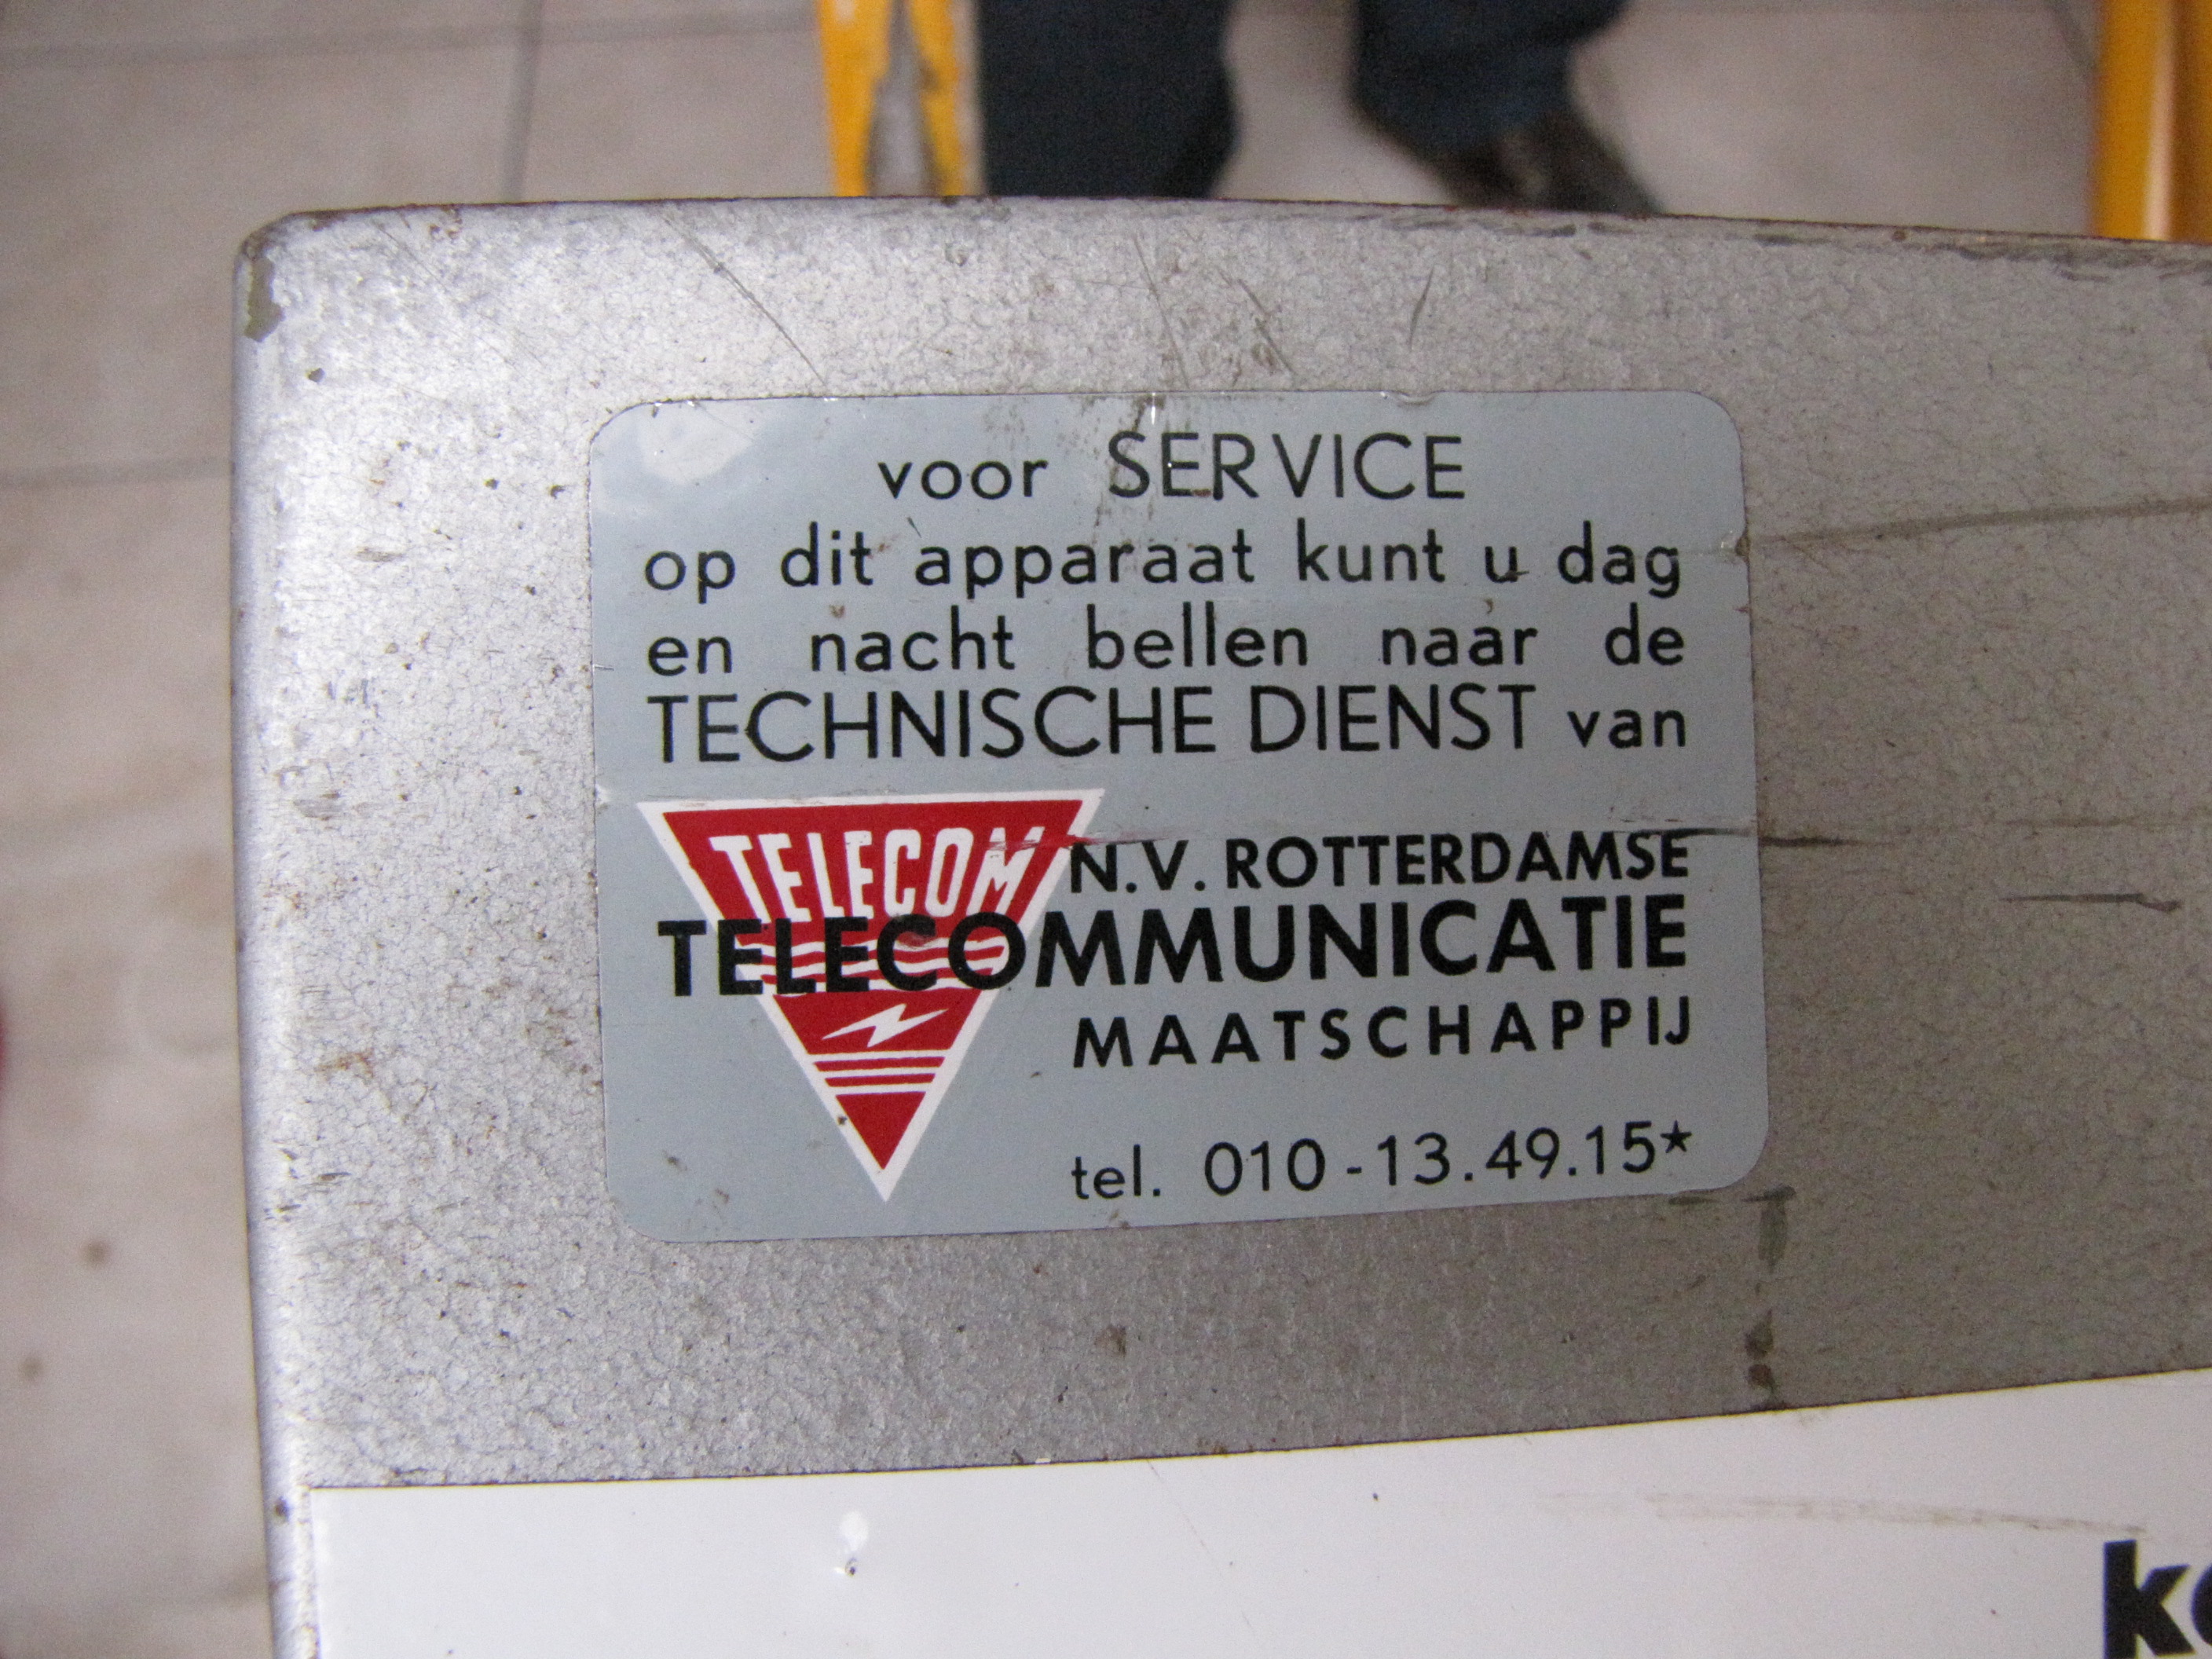 voor SERVICE
op dit apparaat kunt u dag
en nacht bellen naar de
TECHNISCHE DIENST van
TELECOM
N.V. ROTTERDAMSE
TELECOMMUNICATIE
MAATSCHAPPIJ
tel. 010-13.49.15*